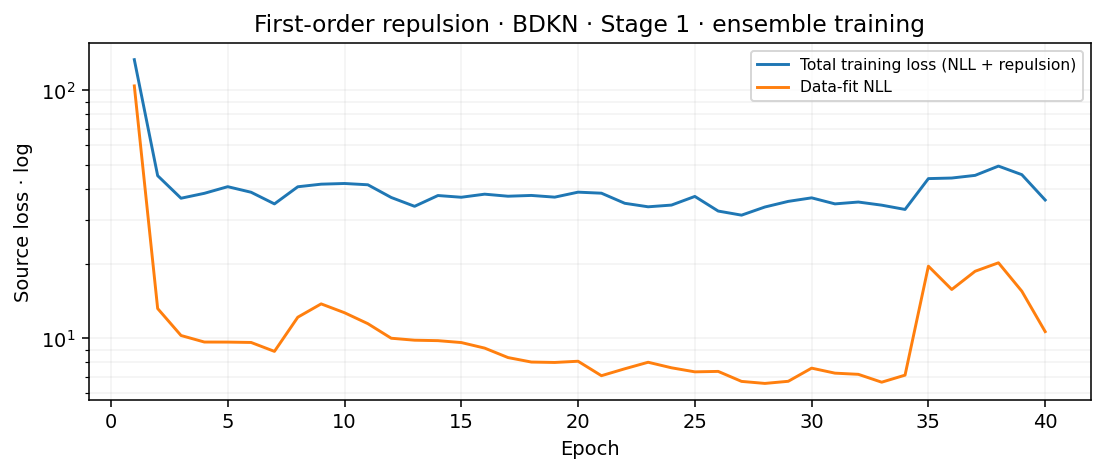 First-order repulsion · BDKN · Stage 1 · ensemble training
Total training loss (NLL + repulsion)
Data-fit NLL
Source loss · log
10²
10¹
0 5 10 15 20 25 30 35 40
Epoch